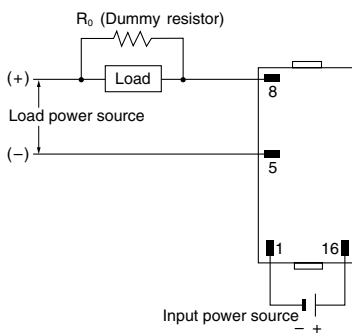 R₀ (Dummy resistor)
(+)
Load
8
Load power source
(−)
5
1
16
Input power source
− +